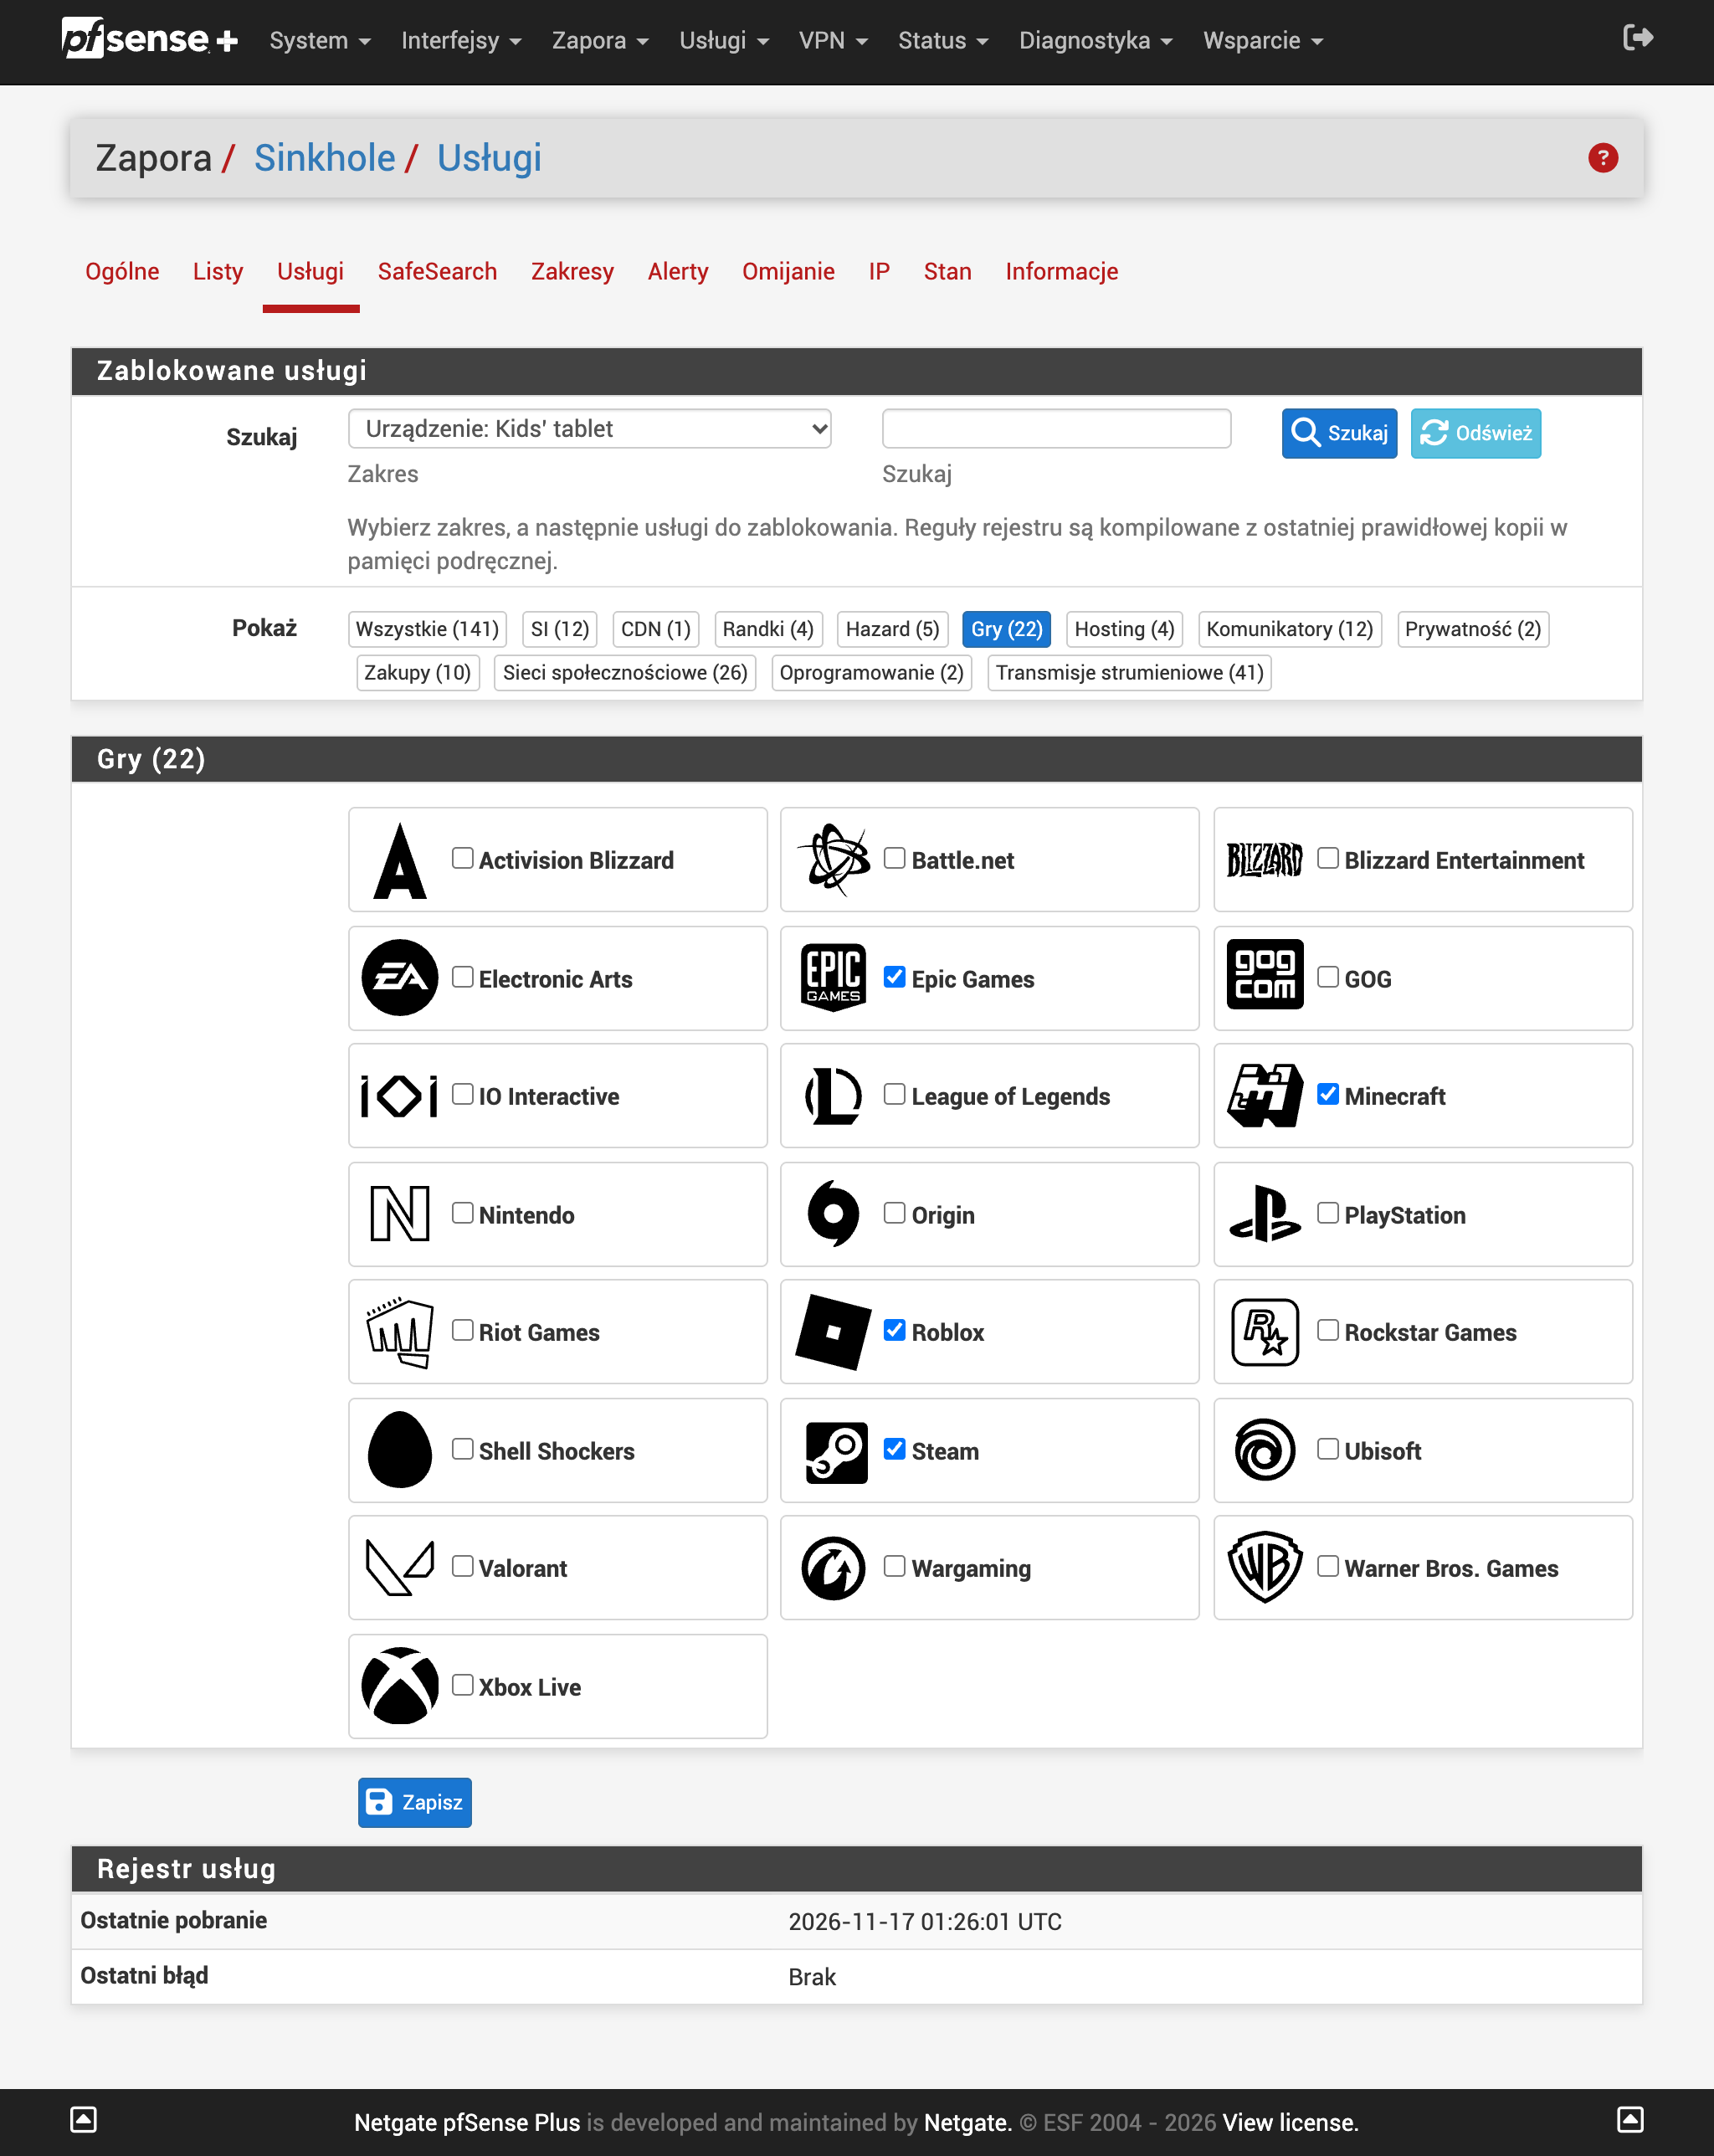 pfsense+ System Interfejsy Zapora Usługi VPN Status Diagnostyka Wsparcie
Zapora / Sinkhole / Usługi
?
Ogólne Listy Usługi SafeSearch Zakresy Alerty Omijanie IP Stan Informacje
Zablokowane usługi
Szukaj Urządzenie: Kids' tablet Szukaj Odśwież
Zakres Szukaj
Wybierz zakres, a następnie usługi do zablokowania. Reguły rejestru są kompilowane z ostatniej prawidłowej kopii w
pamięci podręcznej.
Pokaż Wszystkie (141) SI (12) CDN (1) Randki (4) Hazard (5) Gry (22) Hosting (4) Komunikatory (12) Prywatność (2)
Zakupy (10) Sieci społecznościowe (26) Oprogramowanie (2) Transmisje strumieniowe (41)
Gry (22)
A Activision Blizzard Battle.net BLIZZARD Blizzard Entertainment
EA Electronic Arts EPIC GAMES Epic Games gog com GOG
IOI IO Interactive L League of Legends Minecraft
N Nintendo Origin PlayStation
Riot Games Roblox R Rockstar Games
Shell Shockers Steam Ubisoft
Valorant Wargaming WB Warner Bros. Games
Xbox Live
Zapisz
Rejestr usług
Ostatnie pobranie 2026-11-17 01:26:01 UTC
Ostatni błąd Brak
Netgate pfSense Plus is developed and maintained by Netgate. © ESF 2004 - 2026 View license.